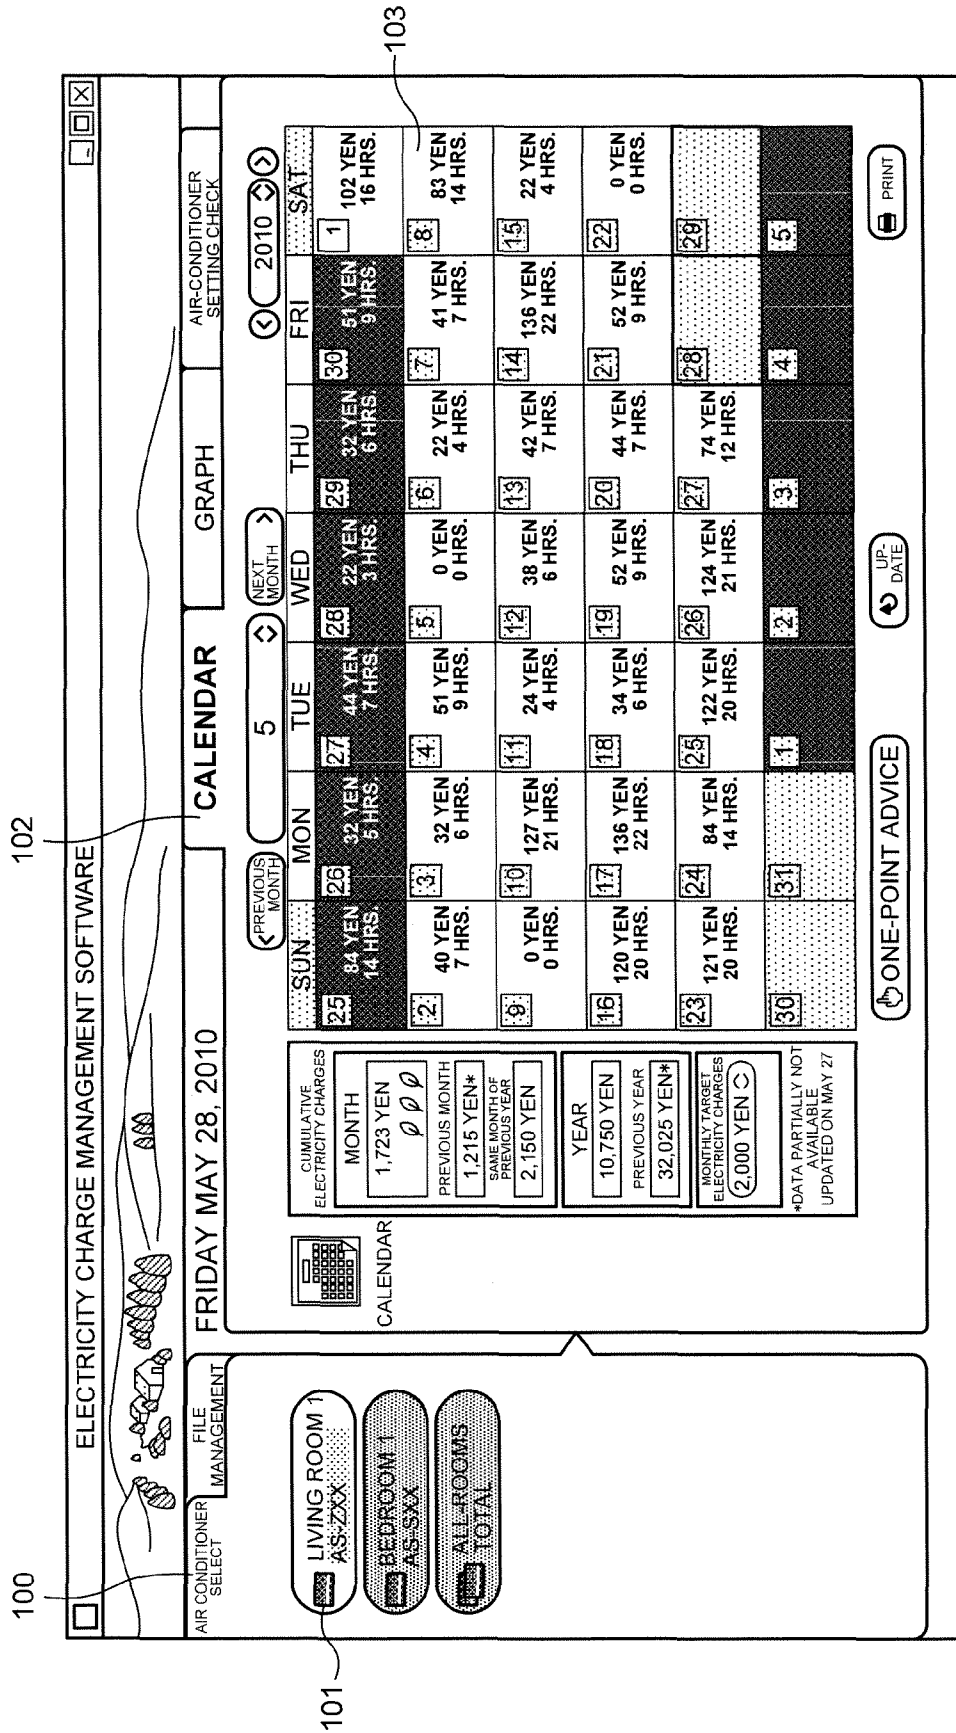 ELECTRICITY CHARGE MANAGEMENT SOFTWARE
100
AIR CONDITIONER
SELECT
FILE
MANAGEMENT
101
LIVING ROOM 1
AS-ZXX
BEDROOM 1
AS-SXX
ALL-ROOMS
TOTAL
FRIDAY MAY 28, 2010
102
CALENDAR
GRAPH
AIR-CONDITIONER
SETTING CHECK
103
CALENDAR
CUMULATIVE
ELECTRICITY CHARGES
MONTH
1,723 YEN
PREVIOUS MONTH
1,215 YEN*
SAME MONTH OF
PREVIOUS YEAR
2,150 YEN
YEAR
10,750 YEN
PREVIOUS YEAR
32,025 YEN*
MONTHLY TARGET
ELECTRICITY CHARGES
2,000 YEN
*DATA PARTIALLY NOT
AVAILABLE
UPDATED ON MAY 27
PREVIOUS
MONTH
5
NEXT
MONTH
2010
SUN MON TUE WED THU FRI SAT
25 84 YEN 26 32 YEN 27 44 YEN 28 22 YEN 29 32 YEN 30 51 YEN 1 102 YEN
14 HRS. 5 HRS. 7 HRS. 3 HRS. 6 HRS. 9 HRS. 16 HRS.
2 40 YEN 3 32 YEN 4 51 YEN 5 0 YEN 6 22 YEN 7 41 YEN 8 83 YEN
7 HRS. 6 HRS. 9 HRS. 0 HRS. 4 HRS. 7 HRS. 14 HRS.
9 0 YEN 10 127 YEN 11 24 YEN 12 38 YEN 13 42 YEN 14 136 YEN 15 22 YEN
0 HRS. 21 HRS. 4 HRS. 6 HRS. 7 HRS. 22 HRS. 4 HRS.
16 120 YEN 17 136 YEN 18 34 YEN 19 52 YEN 20 44 YEN 21 52 YEN 22 0 YEN
20 HRS. 22 HRS. 6 HRS. 9 HRS. 7 HRS. 9 HRS. 0 HRS.
23 121 YEN 24 84 YEN 25 122 YEN 26 124 YEN 27 74 YEN 28 29
20 HRS. 14 HRS. 20 HRS. 21 HRS. 12 HRS.
30 31 1 2 3 4 5
ONE-POINT ADVICE
UP-
DATE
PRINT